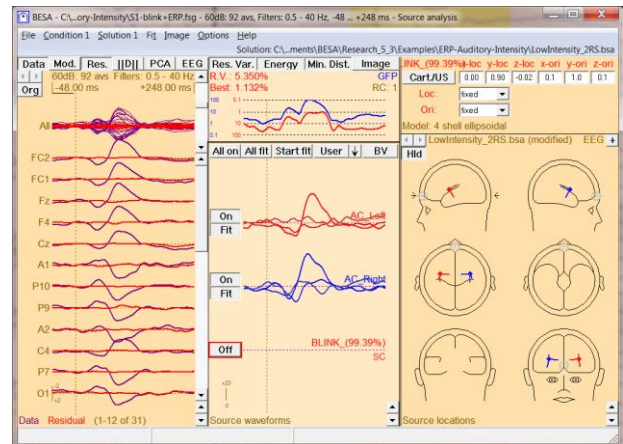 BESA - C:\...ory-Intensity\S1-blink+ERP.fsg - 60dB: 92 avs, Filters: 0.5 - 40 Hz, -48 ... +248 ms - Source analysis
File Condition 1 Solution 1 Fit Image Options Help
Solution: C:\...ments\BESA\Research_5_3\Examples\ERP-Auditory-Intensity\LowIntensity_2RS.bsa
Data Mod. Res. ||D|| PCA EEG
60dB: 92 avs Filters: 0.5 - 40 Hz
Org
-48.00 ms +248.00 ms
All
FC2
FC1
Fz
F4
Cz
A1
P10
P9
A2
C4
P7
O1
Data Residual (1-12 of 31)
Res. Var. Energy Min. Dist. Image
R.V.: 5.350% GFP
Best: 1.132% RC: 1
All on All fit Start fit User ↓ BV
On
Fit
AC_Left
On
Fit
AC_Right
Off
BLINK_(99.39%)
SC
+20
0
Source waveforms
INK_(99.39% x-loc y-loc z-loc x-ori y-ori z-ori
Cart/US 0.00 0.90 -0.02 0.1 1.0 0.1
Loc: fixed
Ori: fixed
Model: 4 shell ellipsoidal
LowIntensity_2RS.bsa (modified) EEG +
Hld
Source locations